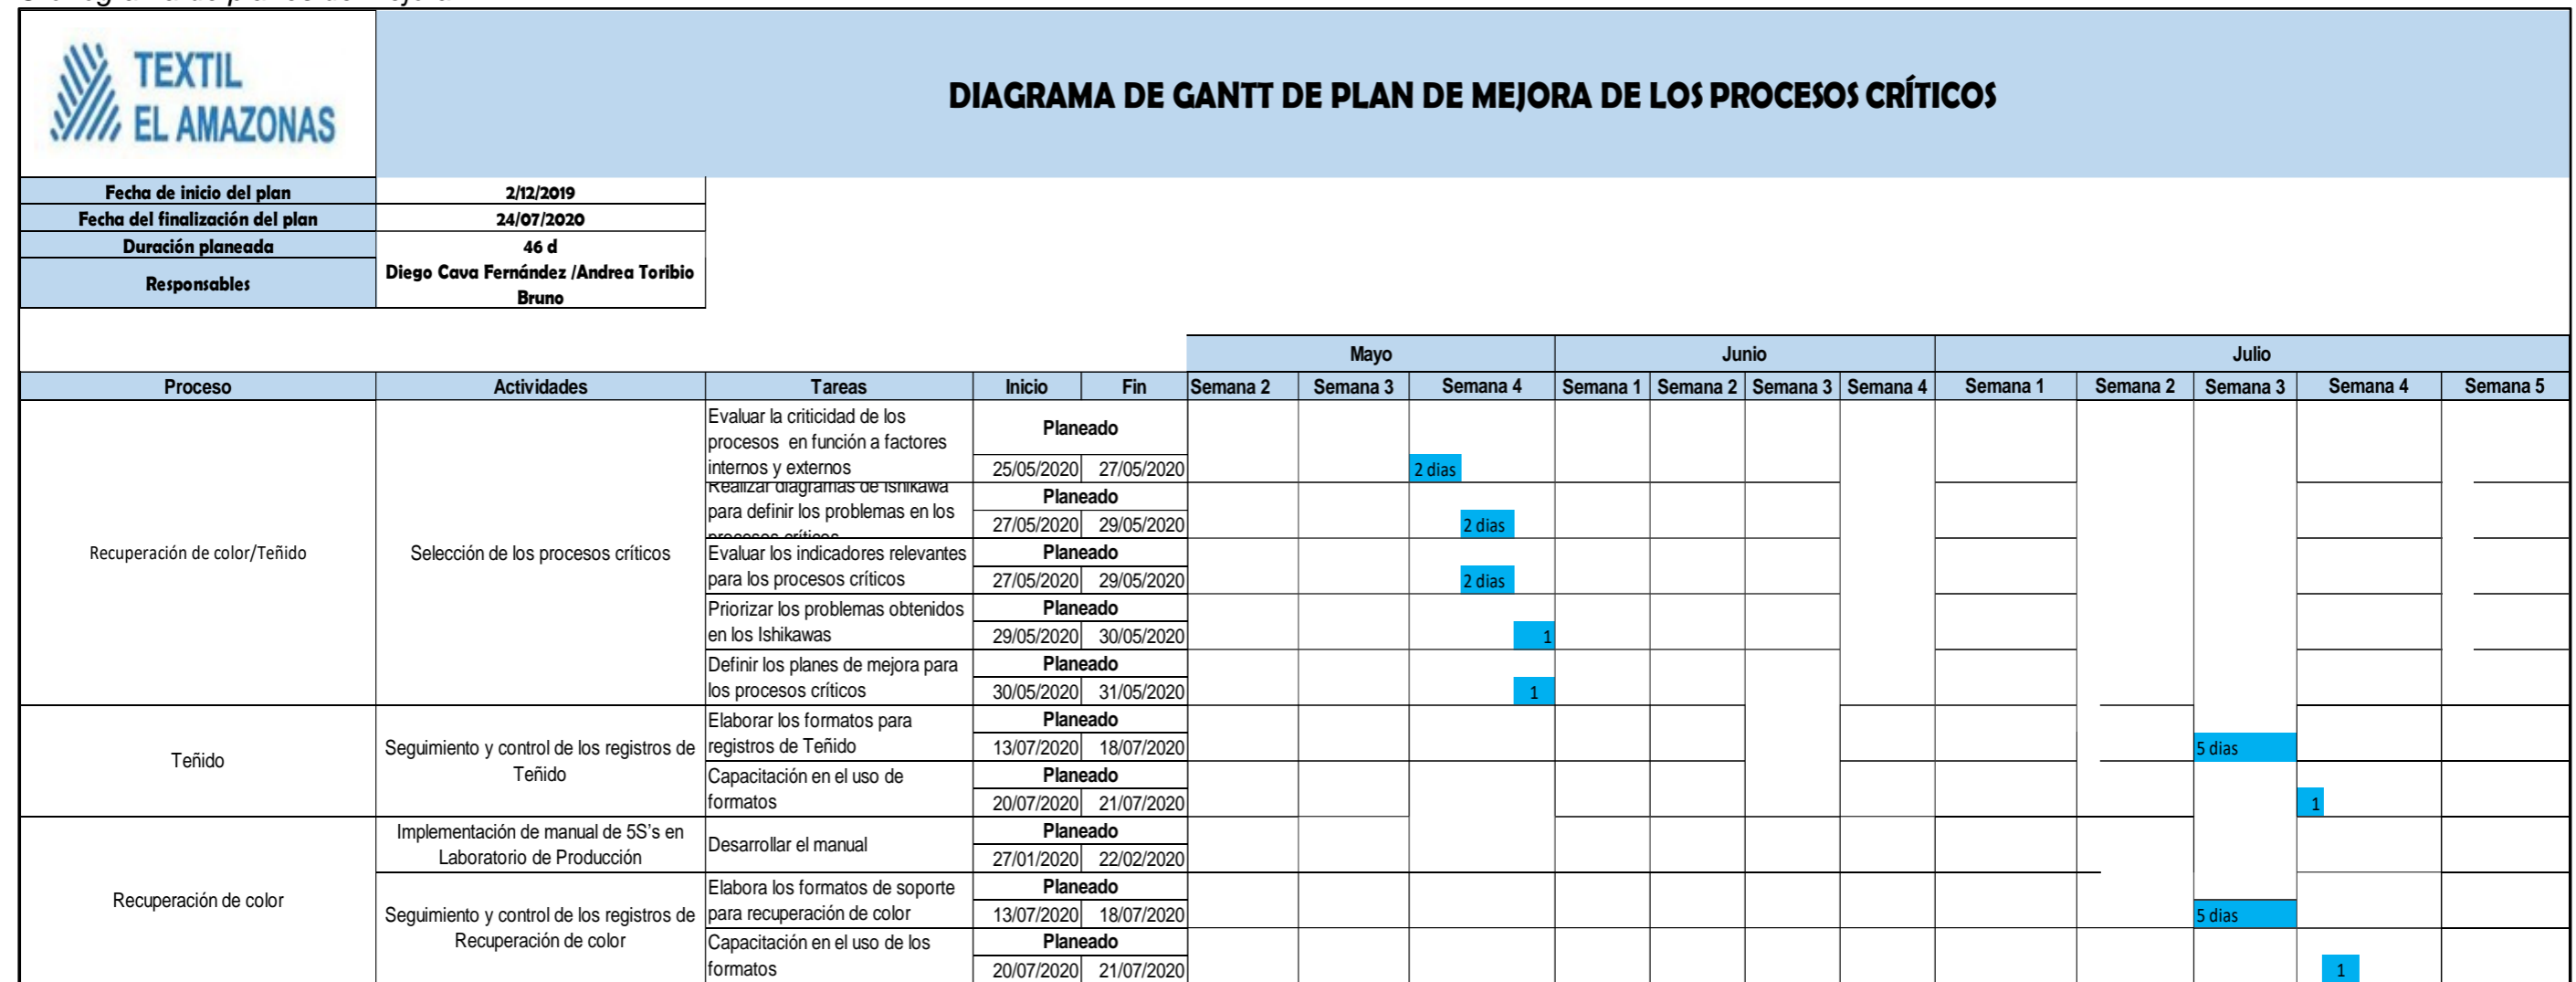 TEXTIL
EL AMAZONAS
DIAGRAMA DE GANTT DE PLAN DE MEJORA DE LOS PROCESOS CRÍTICOS
Fecha de inicio del plan 2/12/2019
Fecha del finalización del plan 24/07/2020
Duración planeada 46 d
Responsables Diego Cava Fernández /Andrea Toribio
Bruno
Mayo Junio Julio
Proceso Actividades Tareas Inicio Fin Semana 2 Semana 3 Semana 4 Semana 1 Semana 2 Semana 3 Semana 4 Semana 1 Semana 2 Semana 3 Semana 4 Semana 5
Recuperación de color/Teñido
Selección de los procesos críticos
Evaluar la criticidad de los
procesos en función a factores
internos y externos
Planeado
25/05/2020 27/05/2020 2 dias
Realizar diagramas de Ishikawa
para definir los problemas en los
procesos críticos
Planeado
27/05/2020 29/05/2020 2 dias
Evaluar los indicadores relevantes
para los procesos críticos
Planeado
27/05/2020 29/05/2020 2 dias
Priorizar los problemas obtenidos
en los Ishikawas
Planeado
29/05/2020 30/05/2020 1
Definir los planes de mejora para
los procesos críticos
Planeado
30/05/2020 31/05/2020 1
Teñido
Seguimiento y control de los registros de
Teñido
Elaborar los formatos para
registros de Teñido
Planeado
13/07/2020 18/07/2020 5 dias
Capacitación en el uso de
formatos
Planeado
20/07/2020 21/07/2020 1
Recuperación de color
Implementación de manual de 5S's en
Laboratorio de Producción
Desarrollar el manual
Planeado
27/01/2020 22/02/2020
Seguimiento y control de los registros de
Recuperación de color
Elabora los formatos de soporte
para recuperación de color
Planeado
13/07/2020 18/07/2020 5 dias
Capacitación en el uso de los
formatos
Planeado
20/07/2020 21/07/2020 1